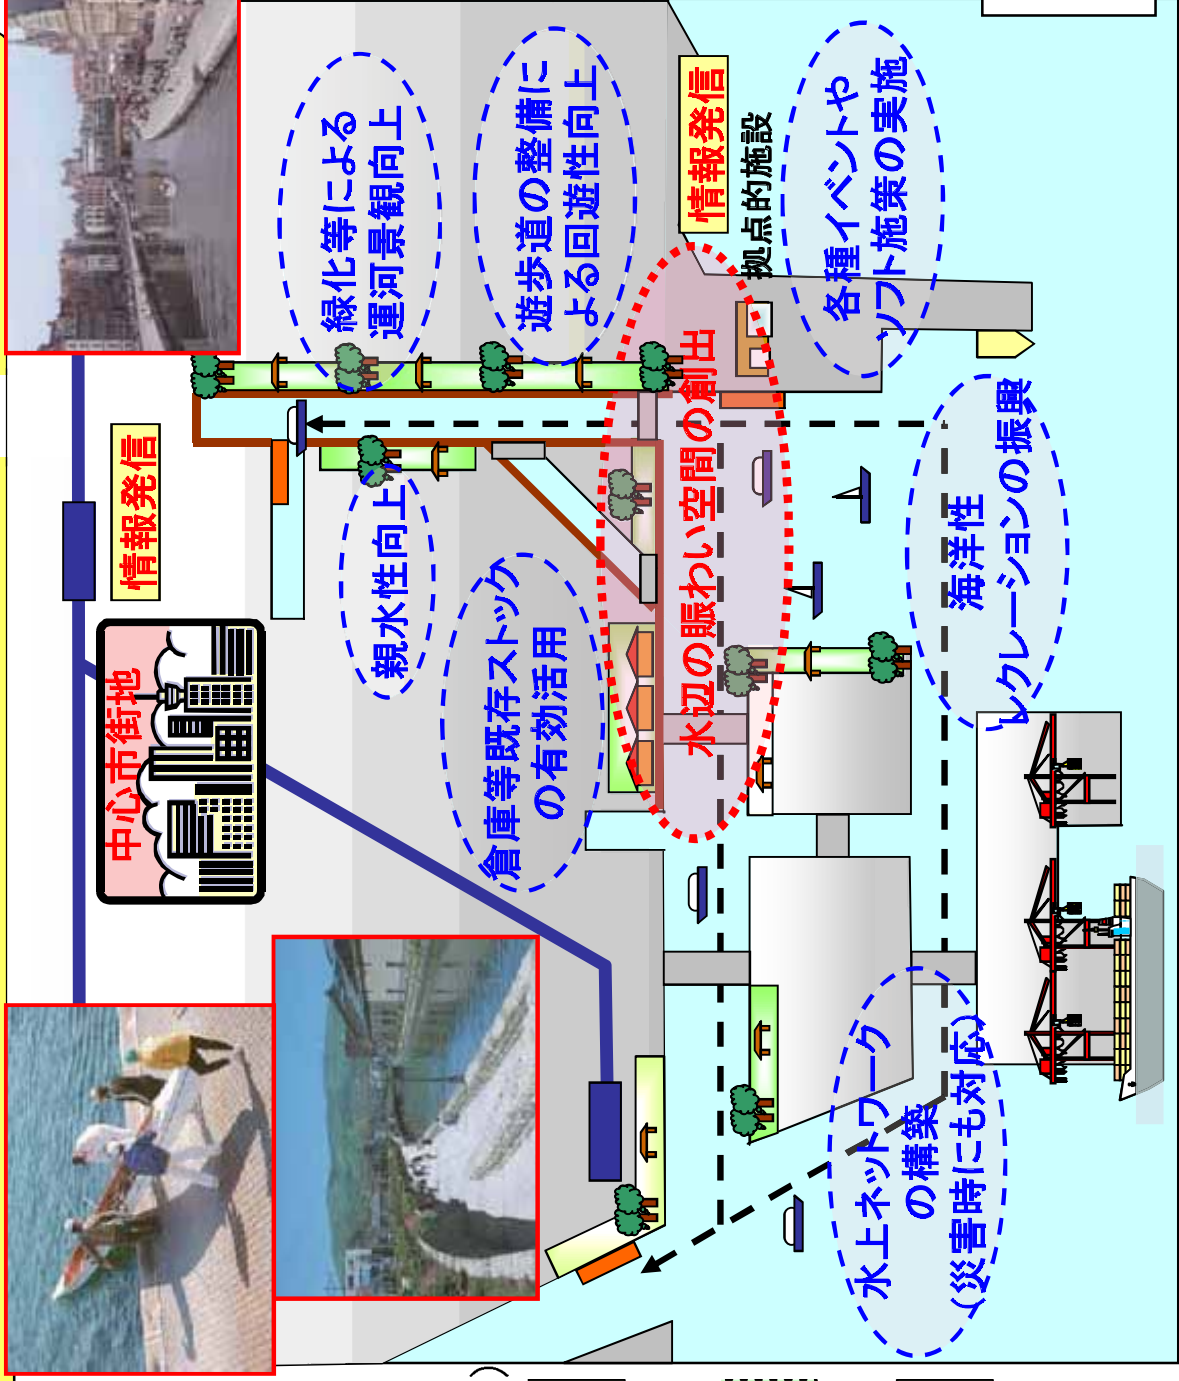 中心市街地
情報発信
緑化等による
運河景観向上
親水性向上
倉庫等既存ストック
の有効活用
遊歩道の整備に
よる回遊性向上
水辺の賑わい空間の創出
情報発信
拠点的施設
各種イベントや
ソフト施策の実施
水上ネットワーク
の構築
（災害時にも対応）
海洋性
レクレーションの振興